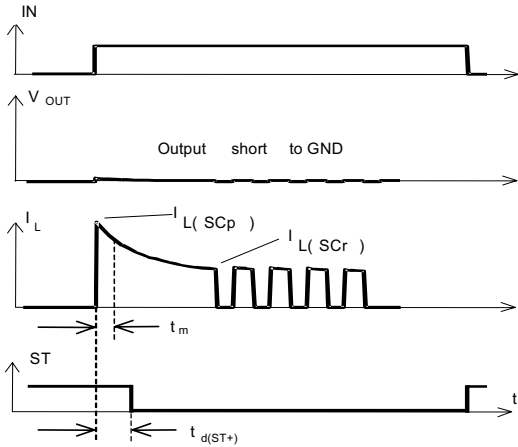 IN
V OUT
Output short to GND
I L
I L( SCp )
I L( SCr )
t m
ST
t
t d(ST+)